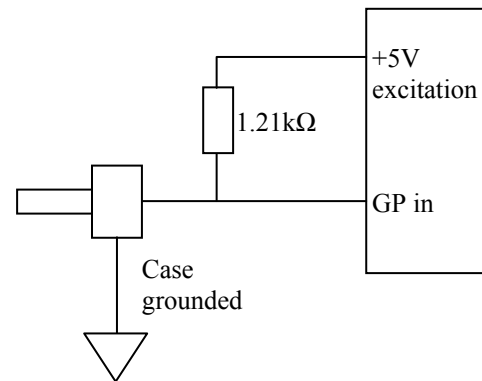 +5V
excitation
1.21kΩ
GP in
Case
grounded